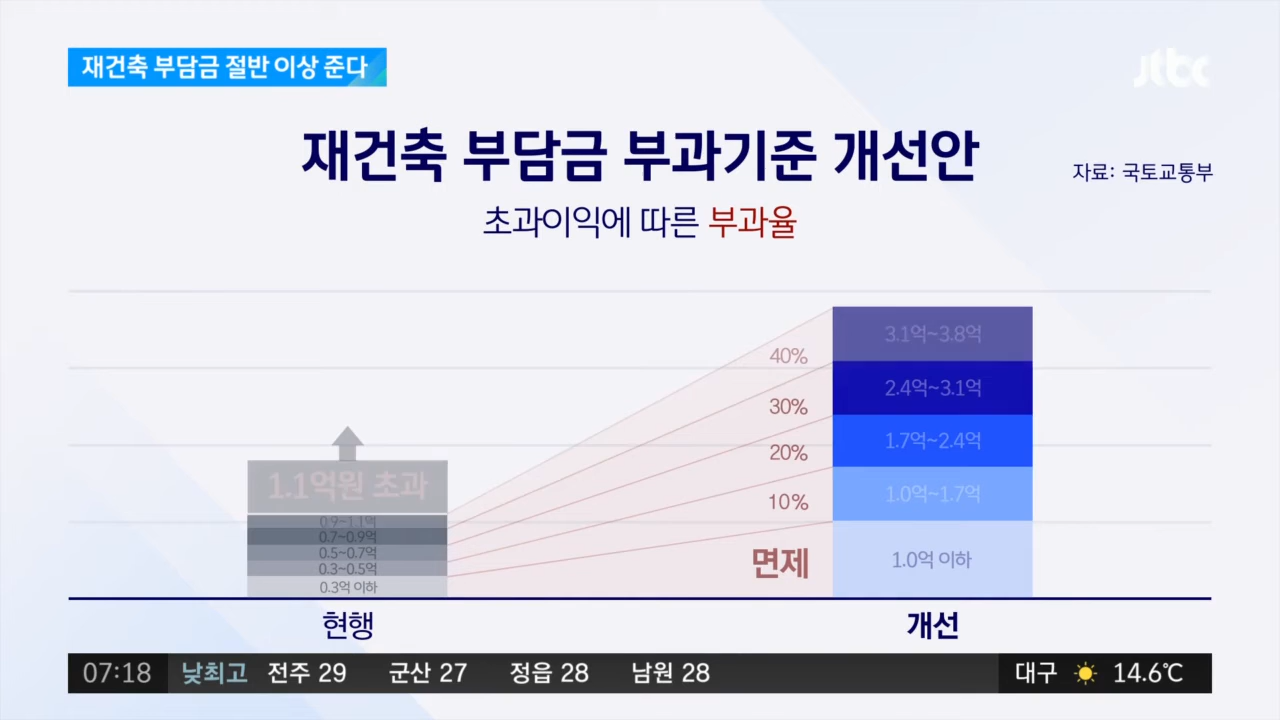 재건축 부담금 절반 이상 준다
jtbc
재건축 부담금 부과기준 개선안
자료: 국토교통부
초과이익에 따른 부과율
3.1억~3.8억
40%
2.4억~3.1억
30%
1.7억~2.4억
20%
1.0억~1.7억
10%
1.1억원 초과
0.9~1.1억
0.7~0.9억
0.5~0.7억
0.3~0.5억
0.3억 이하
면제
1.0억 이하
현행
개선
07:18 낮최고 전주 29 군산 27 정읍 28 남원 28 대구 14.6℃